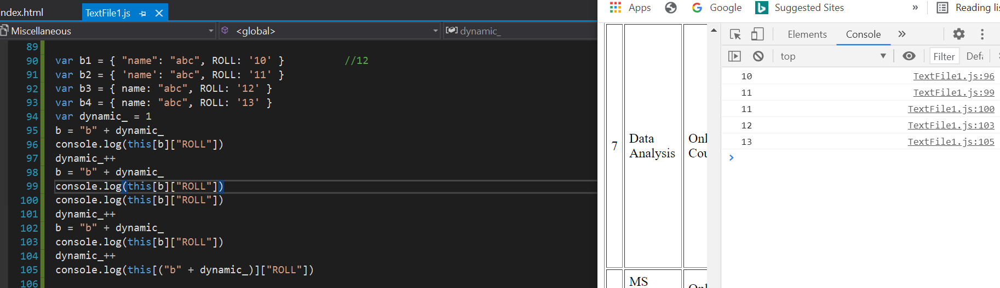 ndex.html
TextFile1.js
Miscellaneous
<global>
dynamic_
89
90 var b1 = { "name": "abc", ROLL: '10' } //12
91 var b2 = { 'name': "abc", ROLL: '11' }
92 var b3 = { name: "abc", ROLL: '12' }
93 var b4 = { name: "abc", ROLL: '13' }
94 var dynamic_ = 1
95 b = "b" + dynamic_
96 console.log(this[b]["ROLL"])
97 dynamic_++
98 b = "b" + dynamic_
99 console.log(this[b]["ROLL"])
100 console.log(this[b]["ROLL"])
101 dynamic_++
102 b = "b" + dynamic_
103 console.log(this[b]["ROLL"])
104 dynamic_++
105 console.log(this[("b" + dynamic_)]["ROLL"])
106
Apps Google Suggested Sites » Reading lis
7
Data
Analysis
Onl
Cou
MS
Onl
Elements Console »
top Filter Defa
10 TextFile1.js:96
11 TextFile1.js:99
11 TextFile1.js:100
12 TextFile1.js:103
13 TextFile1.js:105